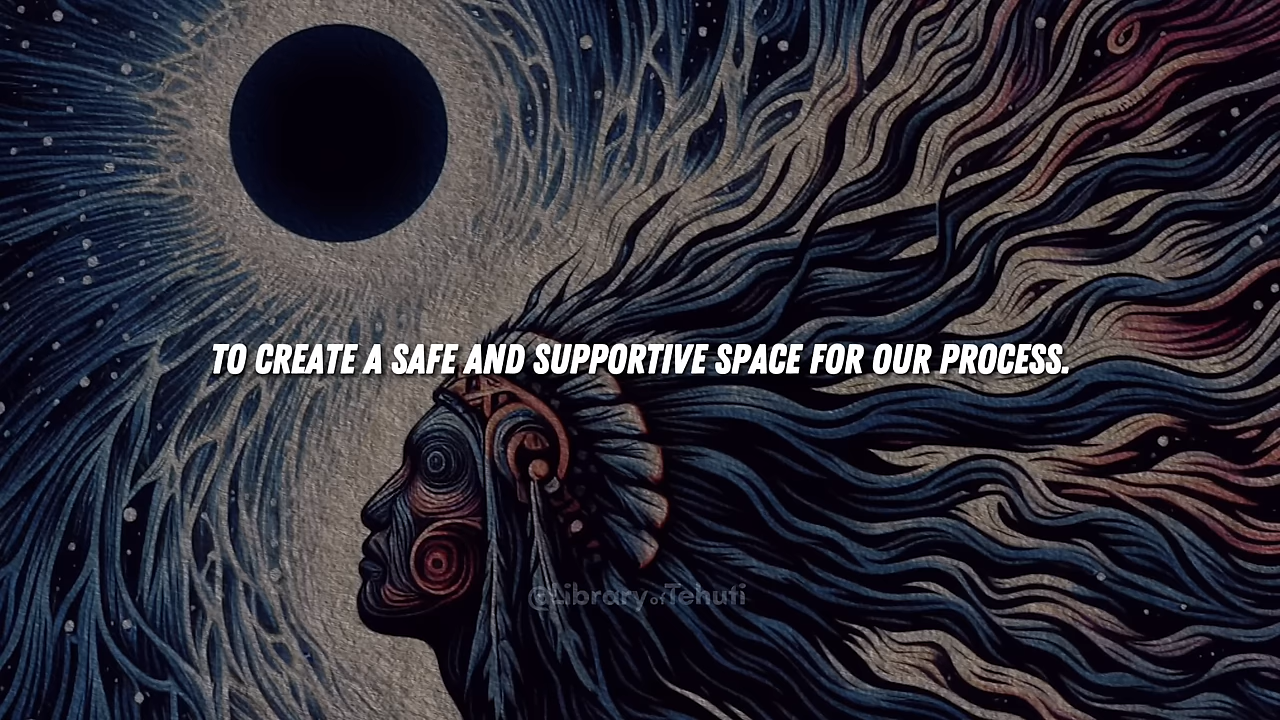 TO CREATE A SAFE AND SUPPORTIVE SPACE FOR OUR PROCESS.
@Library of Tehuti